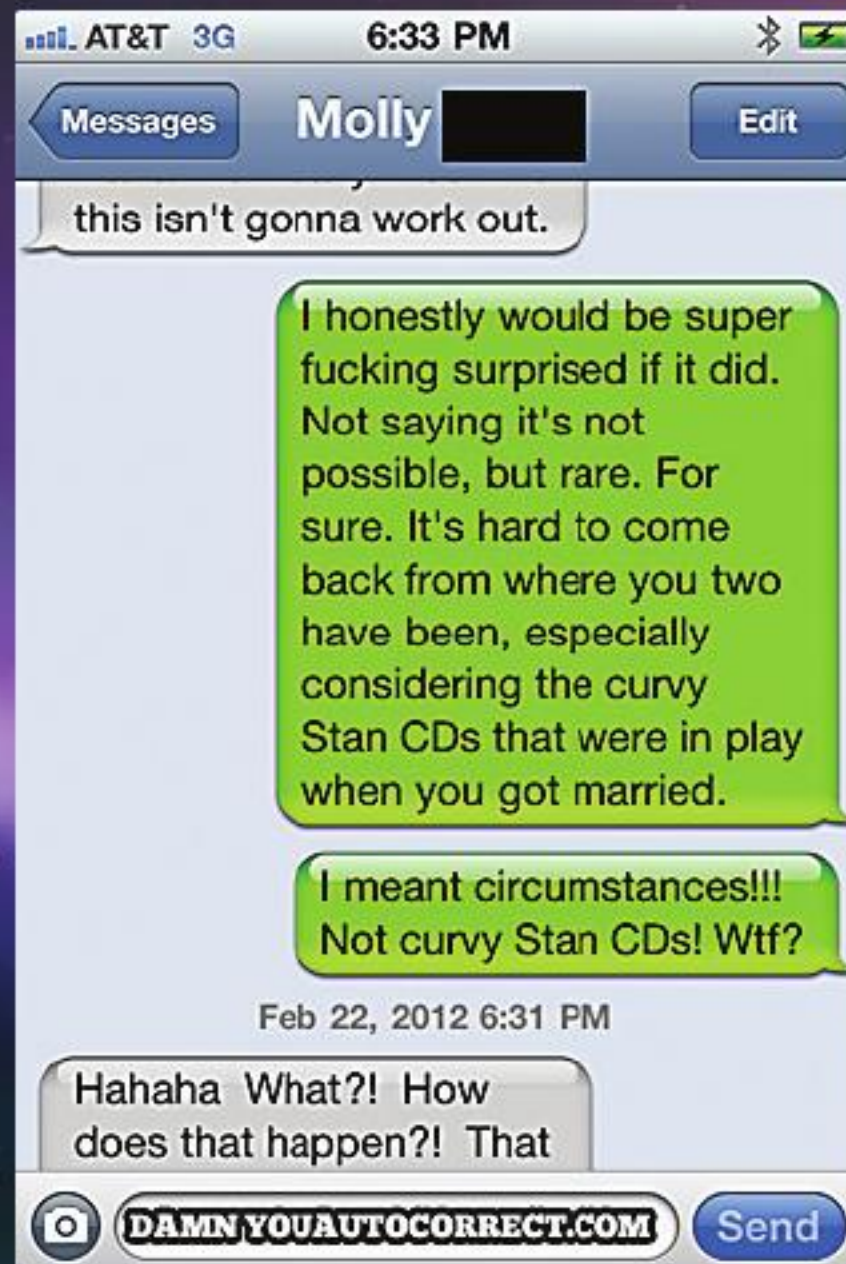 AT&T 3G 6:33 PM
Messages Molly Edit
this isn't gonna work out.
I honestly would be super
fucking surprised if it did.
Not saying it's not
possible, but rare. For
sure. It's hard to come
back from where you two
have been, especially
considering the curvy
Stan CDs that were in play
when you got married.
I meant circumstances!!!
Not curvy Stan CDs! Wtf?
Feb 22, 2012 6:31 PM
Hahaha What?! How
does that happen?! That
DAMNYOUAUTOCORRECT.COM Send